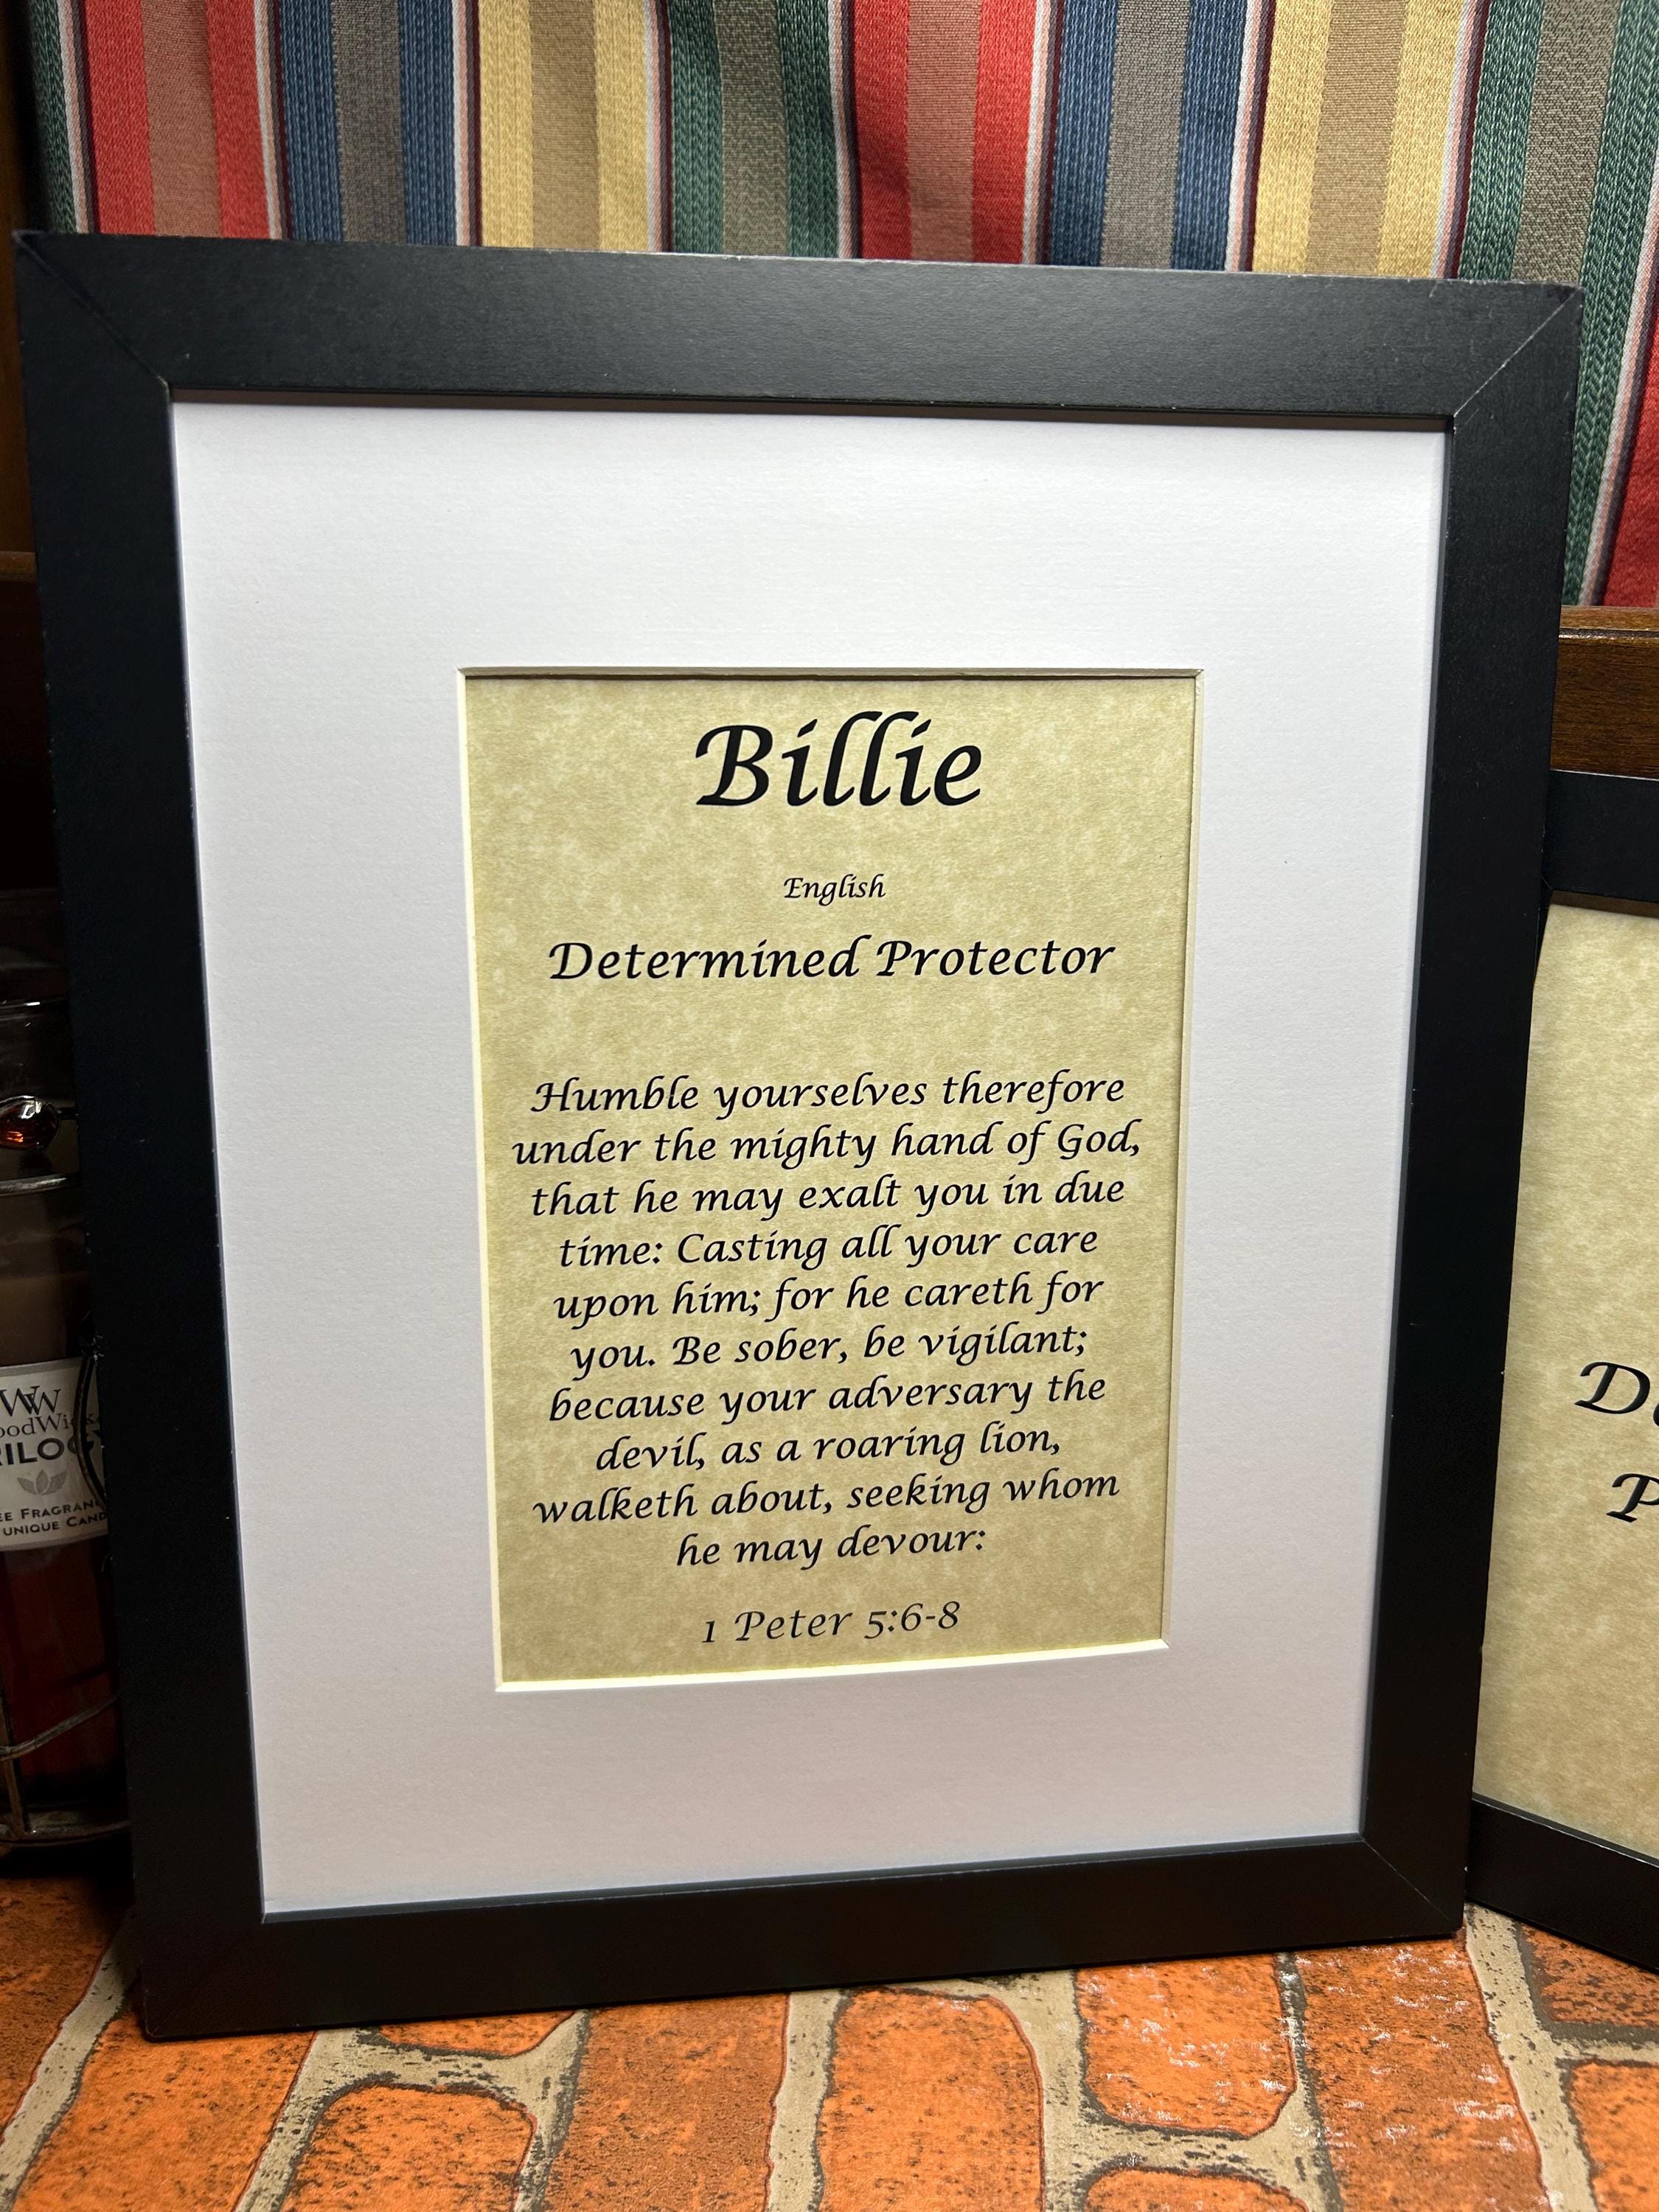 Billie
English
Determined Protector
Humble yourselves therefore
under the mighty hand of God,
that he may exalt you in due
time: Casting all your care
upon him; for he careth for
you. Be sober, be vigilant;
because your adversary the
devil, as a roaring lion,
walketh about, seeking whom
he may devour:
1 Peter 5:6-8
WW